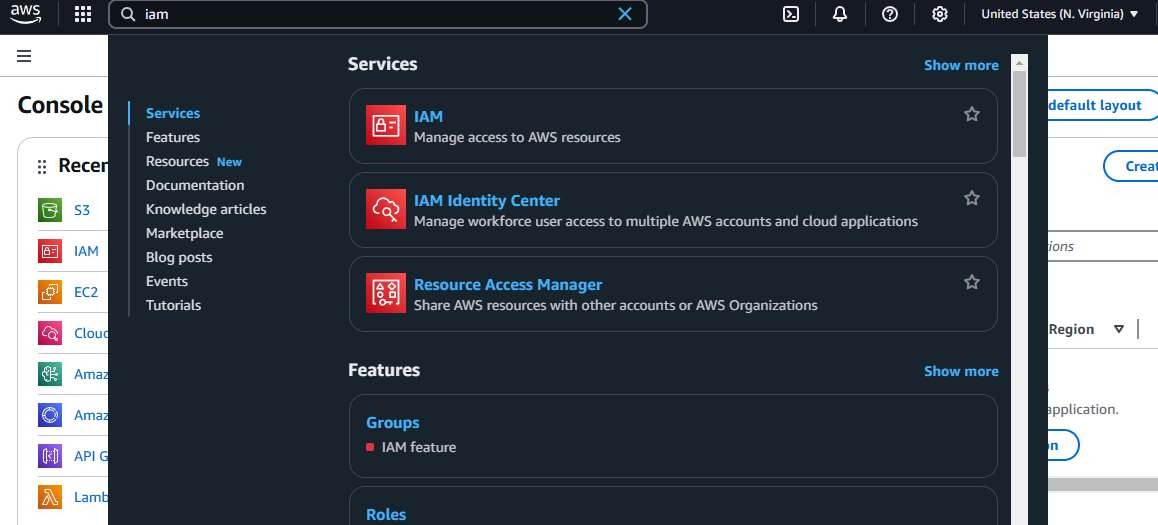 aws
iam
United States (N. Virginia)
Console
Recer
S3
IAM
EC2
Cloud
Amaz
Amaz
API G
Lamb
Services
Features
Resources New
Documentation
Knowledge articles
Marketplace
Blog posts
Events
Tutorials
Services
Show more
IAM
Manage access to AWS resources
IAM Identity Center
Manage workforce user access to multiple AWS accounts and cloud applications
Resource Access Manager
Share AWS resources with other accounts or AWS Organizations
Features
Show more
Groups
IAM feature
Roles
default layout
Creat
ions
Region
application.
on